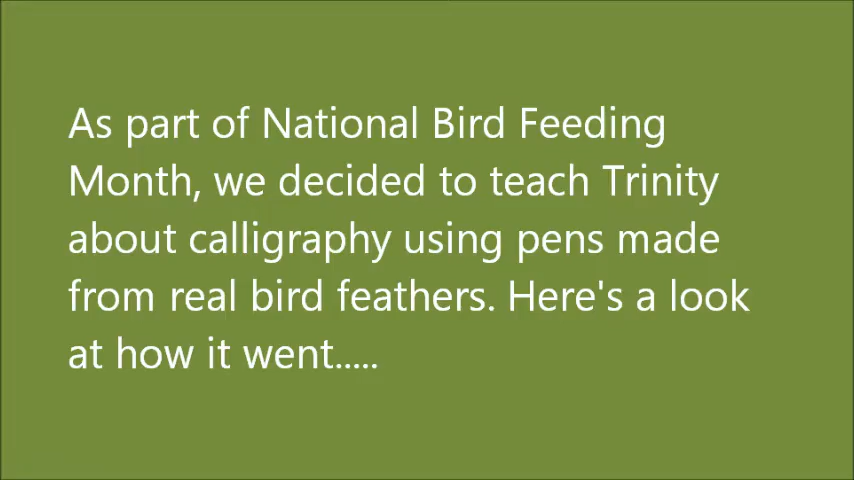 As part of National Bird Feeding
Month, we decided to teach Trinity
about calligraphy using pens made
from real bird feathers. Here's a look
at how it went.....